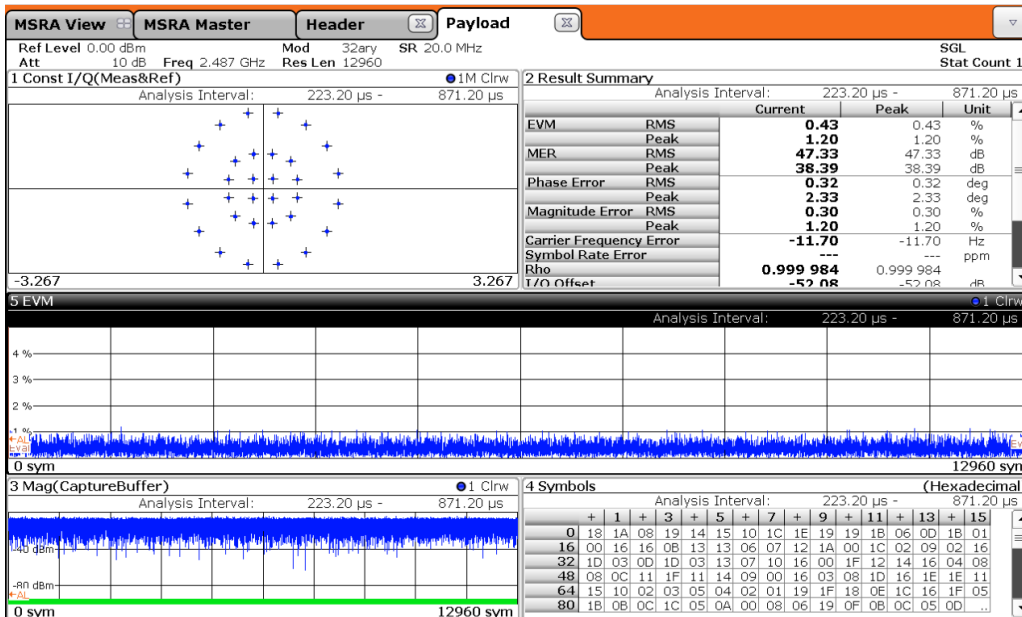 MSRA View MSRA Master Header Payload
Ref Level 0.00 dBm Mod 32ary SR 20.0 MHz SGL
Att 10 dB Freq 2.487 GHz Res Len 12960 Stat Count 1
1 Const I/Q(Meas&Ref) 1M Clrw
Analysis Interval: 223.20 µs - 871.20 µs
-3.267 3.267
2 Result Summary
Analysis Interval: 223.20 µs - 871.20 µs
Current Peak Unit
EVM RMS 0.43 0.43 %
Peak 1.20 1.20 %
MER RMS 47.33 47.33 dB
Peak 38.39 38.39 dB
Phase Error RMS 0.32 0.32 deg
Peak 2.33 2.33 deg
Magnitude Error RMS 0.30 0.30 %
Peak 1.20 1.20 %
Carrier Frequency Error -11.70 -11.70 Hz
Symbol Rate Error --- --- ppm
Rho 0.999 984 0.999 984
I/Q Offset -52.08 -52.08 dB
5 EVM 1 Clrw
Analysis Interval: 223.20 µs - 871.20 µs
4 %
3 %
2 %
1 %
AL
Eval
0 sym 12960 sym
3 Mag(CaptureBuffer) 1 Clrw
Analysis Interval: 223.20 µs - 871.20 µs
-40 dBm
-80 dBm
AL
0 sym 12960 sym
4 Symbols (Hexadecimal
Analysis Interval: 223.20 µs - 871.20 µs
+ 1 + 3 + 5 + 7 + 9 + 11 + 13 + 15
0 18 1A 08 19 14 15 10 1C 1E 19 19 1B 06 0D 1B 01
16 00 16 16 0B 13 13 06 07 12 1A 00 1C 02 09 02 16
32 1D 03 0D 1D 03 13 07 10 16 00 1F 12 14 16 04 08
48 08 0C 11 1F 11 14 09 00 16 03 08 1D 16 1E 1E 11
64 15 10 02 03 05 04 02 01 19 1F 18 0E 1C 16 1F 05
80 1B 0B 0C 1C 05 0A 00 08 06 19 0F 0B 0C 05 0D ..